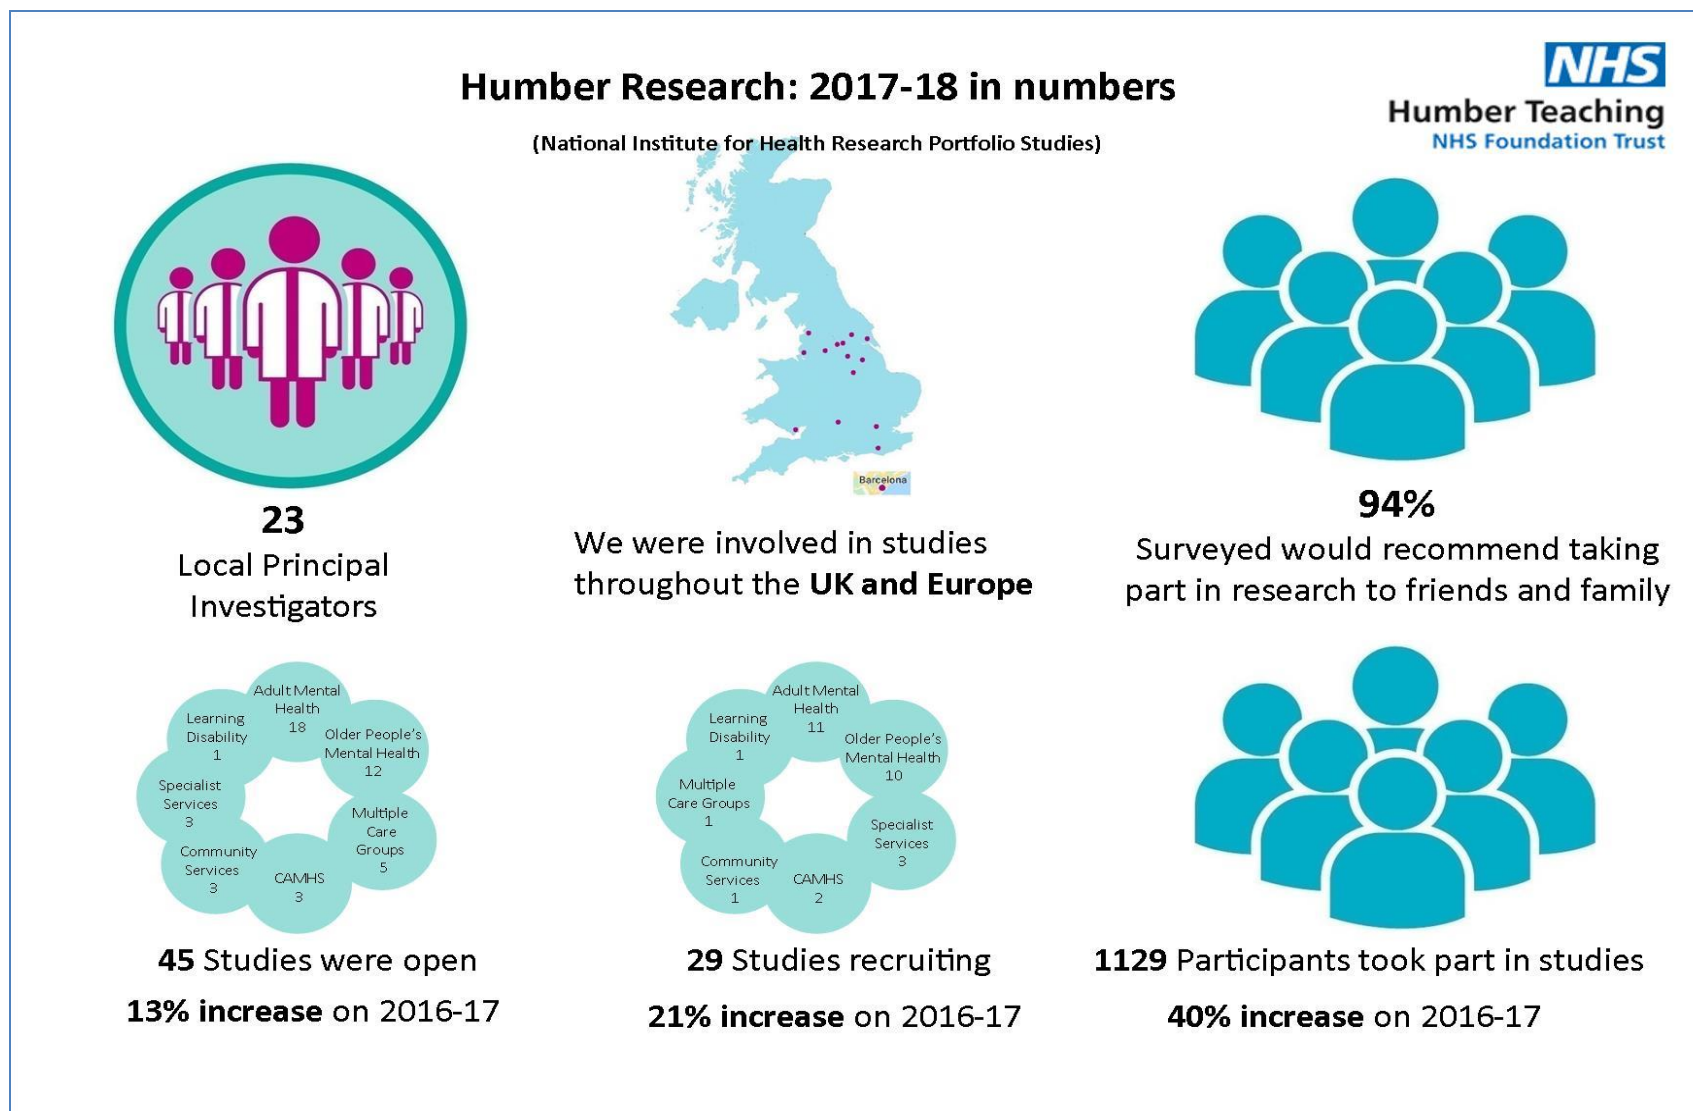 Humber Research: 2017-18 in numbers
(National Institute for Health Research Portfolio Studies)
NHS
Humber Teaching
NHS Foundation Trust
23
Local Principal
Investigators
Barcelona
We were involved in studies
throughout the UK and Europe
94%
Surveyed would recommend taking
part in research to friends and family
Adult Mental
Health
18
Older People's
Mental Health
12
Multiple
Care
Groups
5
CAMHS
3
Community
Services
3
Specialist
Services
3
Learning
Disability
1
45 Studies were open
13% increase on 2016-17
Adult Mental
Health
11
Older People's
Mental Health
10
Specialist
Services
3
CAMHS
2
Community
Services
1
Multiple
Care Groups
1
Learning
Disability
1
29 Studies recruiting
21% increase on 2016-17
1129 Participants took part in studies
40% increase on 2016-17